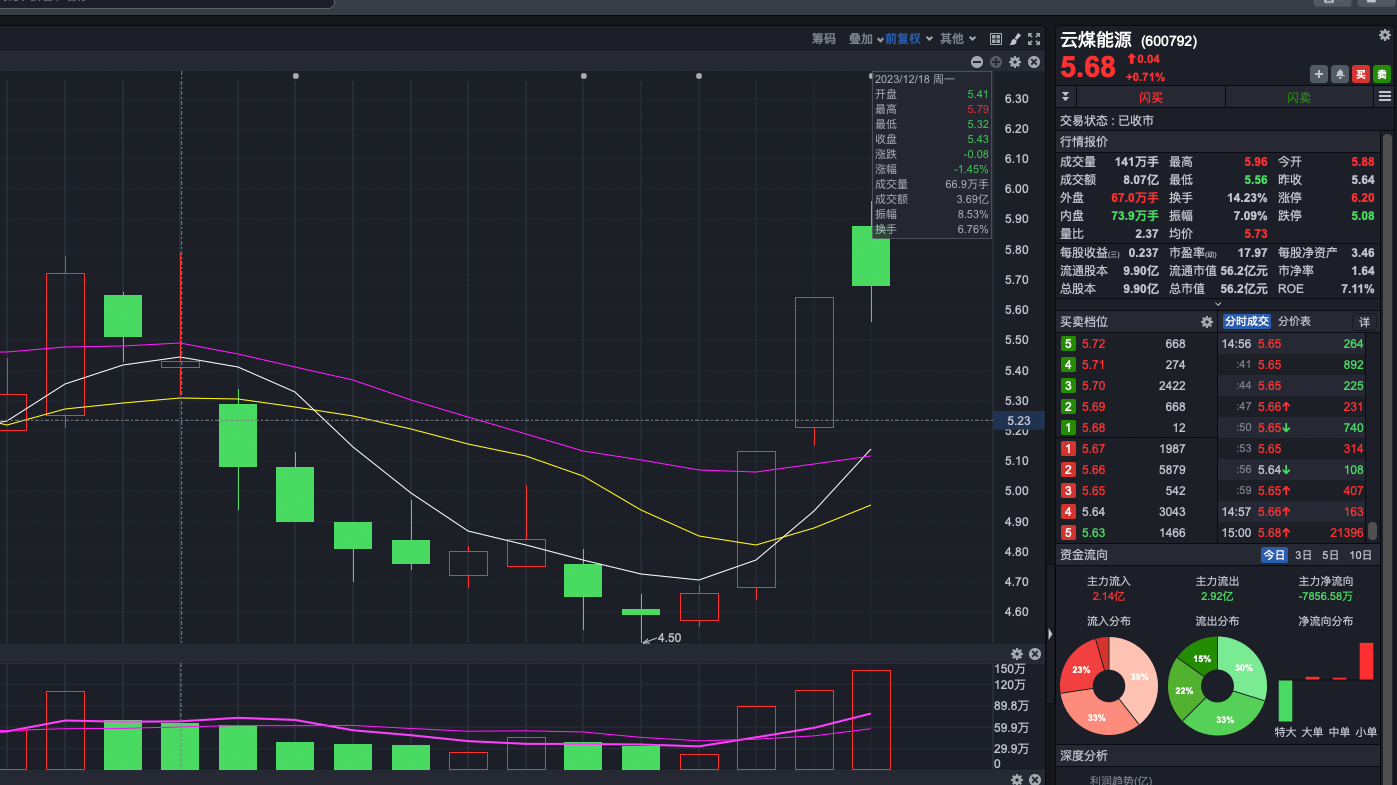 筹码 叠加 前复权 其他
2023/12/18 周一
开盘 5.41
最高 5.79
最低 5.32
收盘 5.43
涨跌 -0.08
涨幅 -1.45%
成交量 66.9万手
成交额 3.69亿
振幅 8.53%
换手 6.76%
6.30
6.20
6.10
6.00
5.90
5.80
5.70
5.60
5.50
5.40
5.30
5.23
5.20
5.10
5.00
4.90
4.80
4.70
4.60
4.50
150万
120万
89.8万
59.9万
29.9万
0
云煤能源 (600792)
5.68 0.04
+0.71%
买 卖
闪买 闪卖
交易状态 : 已收市
行情报价
成交量 141万手 最高 5.96 今开 5.88
成交额 8.07亿 最低 5.56 昨收 5.64
外盘 67.0万手 换手 14.23% 涨停 6.20
内盘 73.9万手 振幅 7.09% 跌停 5.08
量比 2.37 均价 5.73
每股收益(三) 0.237 市盈率(动) 17.97 每股净资产 3.46
流通股本 9.90亿 流通市值 56.2亿元 市净率 1.64
总股本 9.90亿 总市值 56.2亿元 ROE 7.11%
买卖档位 分时成交 分价表 详
5 5.72 668 14:56 5.65 264
4 5.71 274 :41 5.65 892
3 5.70 2422 :44 5.65 225
2 5.69 668 :47 5.66↑ 231
1 5.68 12 :50 5.65↓ 740
1 5.67 1987 :53 5.65 314
2 5.66 5879 :56 5.64↓ 108
3 5.65 542 :59 5.65↑ 407
4 5.64 3043 14:57 5.66↑ 163
5 5.63 1466 15:00 5.68↑ 21396
资金流向 今日 3日 5日 10日
主力流入 主力流出 主力净流向
2.14亿 2.92亿 -7856.58万
流入分布 流出分布 净流向分布
23% 39% 33%
15% 30% 22% 33%
特大 大单 中单 小单
深度分析
利润趋势(亿)